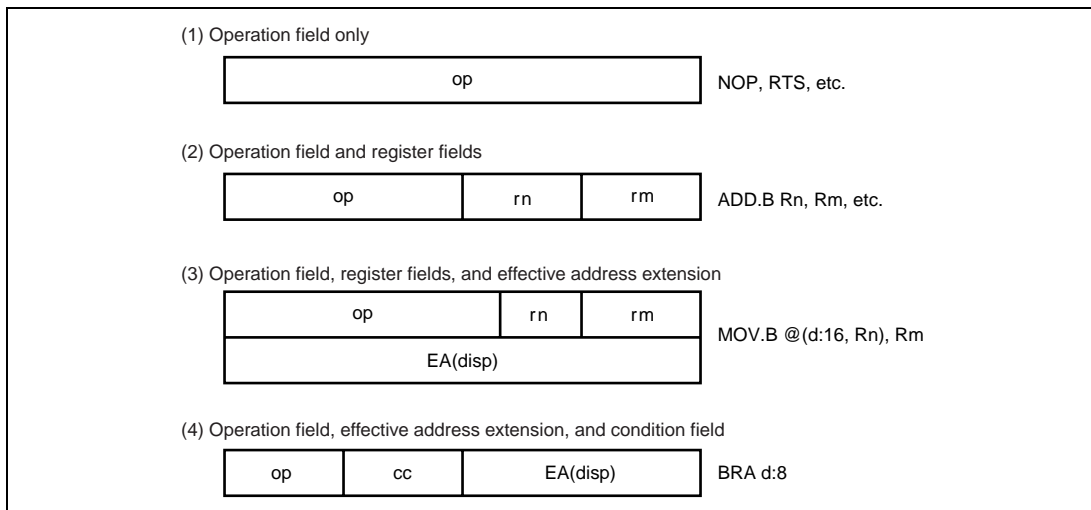 (1) Operation field only
op
NOP, RTS, etc.
(2) Operation field and register fields
op rn rm
ADD.B Rn, Rm, etc.
(3) Operation field, register fields, and effective address extension
op rn rm
EA(disp)
MOV.B @(d:16, Rn), Rm
(4) Operation field, effective address extension, and condition field
op cc EA(disp)
BRA d:8